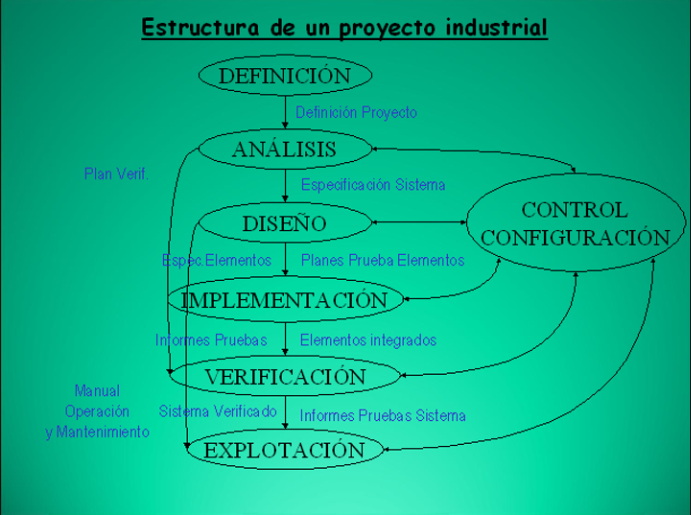 Estructura de un proyecto industrial
DEFINICIÓN
Definición Proyecto
ANÁLISIS
Plan Verif.
Especificación Sistema
DISEÑO
CONTROL
CONFIGURACIÓN
Espec.Elementos
Planes Prueba Elementos
IMPLEMENTACIÓN
Informes Pruebas
Elementos integrados
VERIFICACIÓN
Manual
Operación
y Mantenimiento
Sistema Verificado
Informes Pruebas Sistema
EXPLOTACIÓN